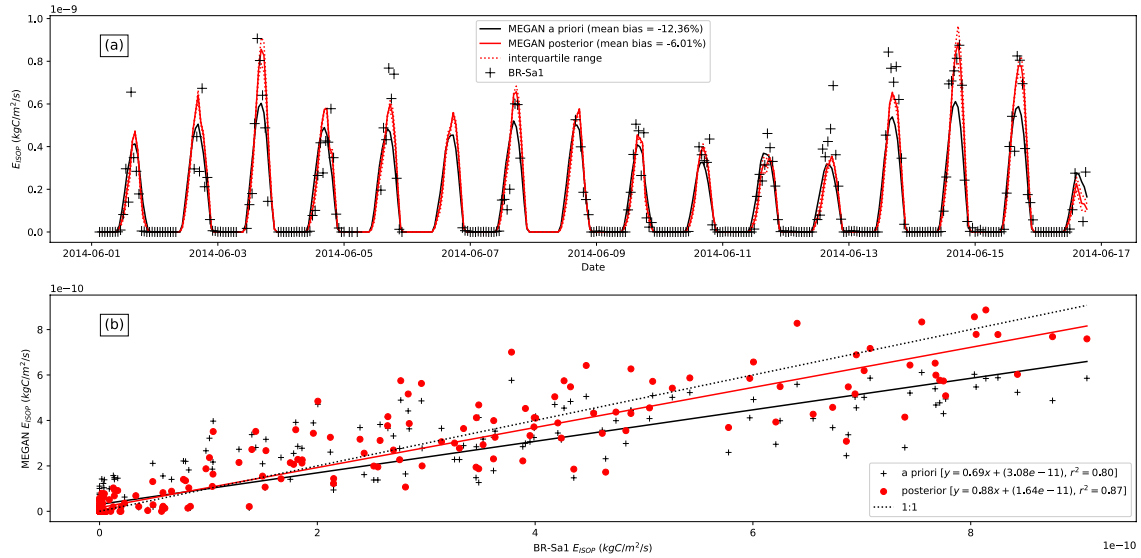 1e−9
(a)
MEGAN a priori (mean bias = -12.36%)
MEGAN posterior (mean bias = -6.01%)
interquartile range
BR-Sa1
1.0
0.8
0.6
0.4
0.2
0.0
E_ISOP (kgC/m²/s)
2014-06-01 2014-06-03 2014-06-05 2014-06-07 2014-06-09 2014-06-11 2014-06-13 2014-06-15 2014-06-17
Date
1e−10
(b)
8
6
4
2
0
MEGAN E_ISOP (kgC/m²/s)
a priori [y = 0.69x + (3.08e − 11), r² = 0.80]
posterior [y = 0.88x + (1.64e − 11), r² = 0.87]
1:1
0 2 4 6 8
BR-Sa1 E_ISOP (kgC/m²/s)
1e−10